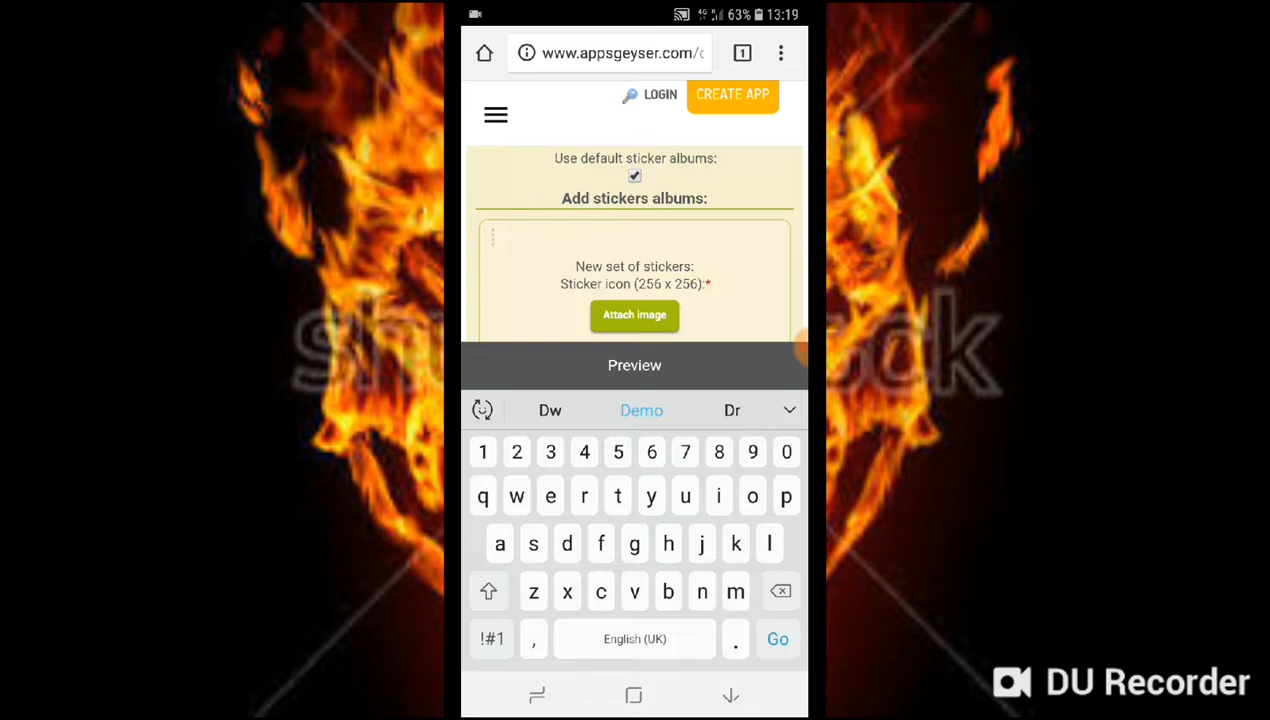 63% 13:19
www.appsgeyser.com/c
1
LOGIN
CREATE APP
Use default sticker albums:
Add stickers albums:
New set of stickers:
Sticker icon (256 x 256):*
Attach image
Preview
Dw Demo Dr
1 2 3 4 5 6 7 8 9 0
q w e r t y u i o p
a s d f g h j k l
z x c v b n m
!#1 , English (UK) . Go
DU Recorder